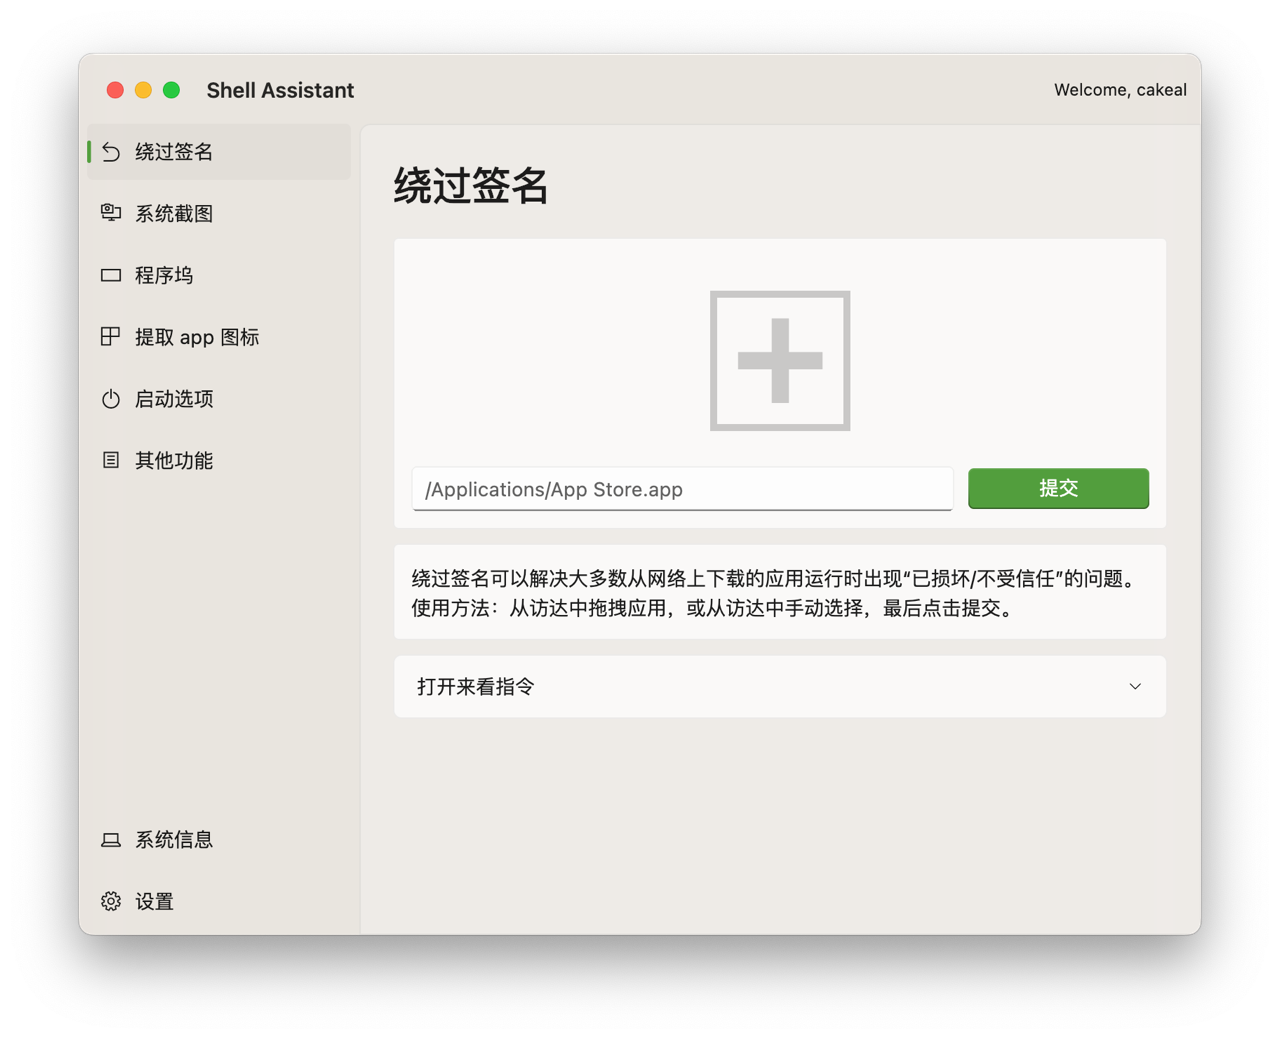 Shell Assistant
Welcome, cakeal
绕过签名
系统截图
程序坞
提取 app 图标
启动选项
其他功能
系统信息
设置
绕过签名
/Applications/App Store.app
提交
绕过签名可以解决大多数从网络上下载的应用运行时出现“已损坏/不受信任”的问题。
使用方法：从访达中拖拽应用，或从访达中手动选择，最后点击提交。
打开来看指令